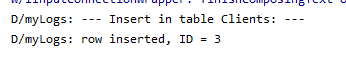 D/myLogs: --- Insert in table Clients: ---
D/myLogs: row inserted, ID = 3